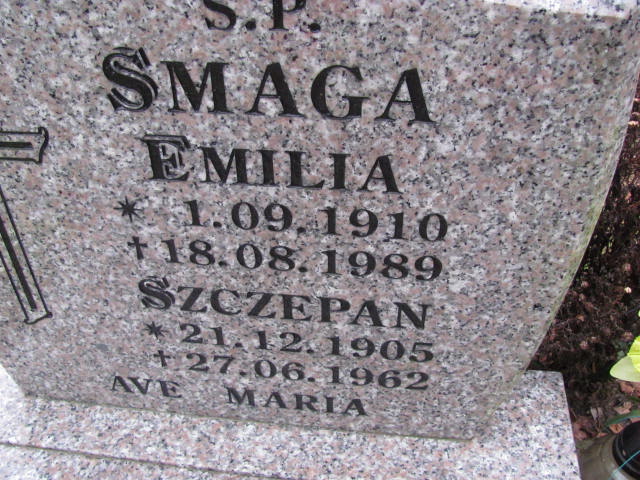 Ś.P.
SMAGA
EMILIA
* 1.09.1910
† 18.08.1989
SZCZEPAN
* 21.12.1905
† 27.06.1962
AVE MARIA